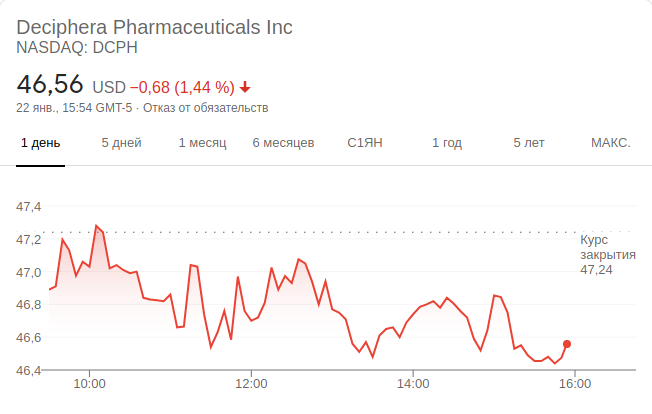 Deciphera Pharmaceuticals Inc
NASDAQ: DCPH
46,56 USD −0,68 (1,44 %)
22 янв., 15:54 GMT-5 · Отказ от обязательств
1 день 5 дней 1 месяц 6 месяцев С1ЯН 1 год 5 лет МАКС.
47,4
47,2
47,0
46,8
46,6
46,4
Курс
закрытия
47,24
10:00 12:00 14:00 16:00